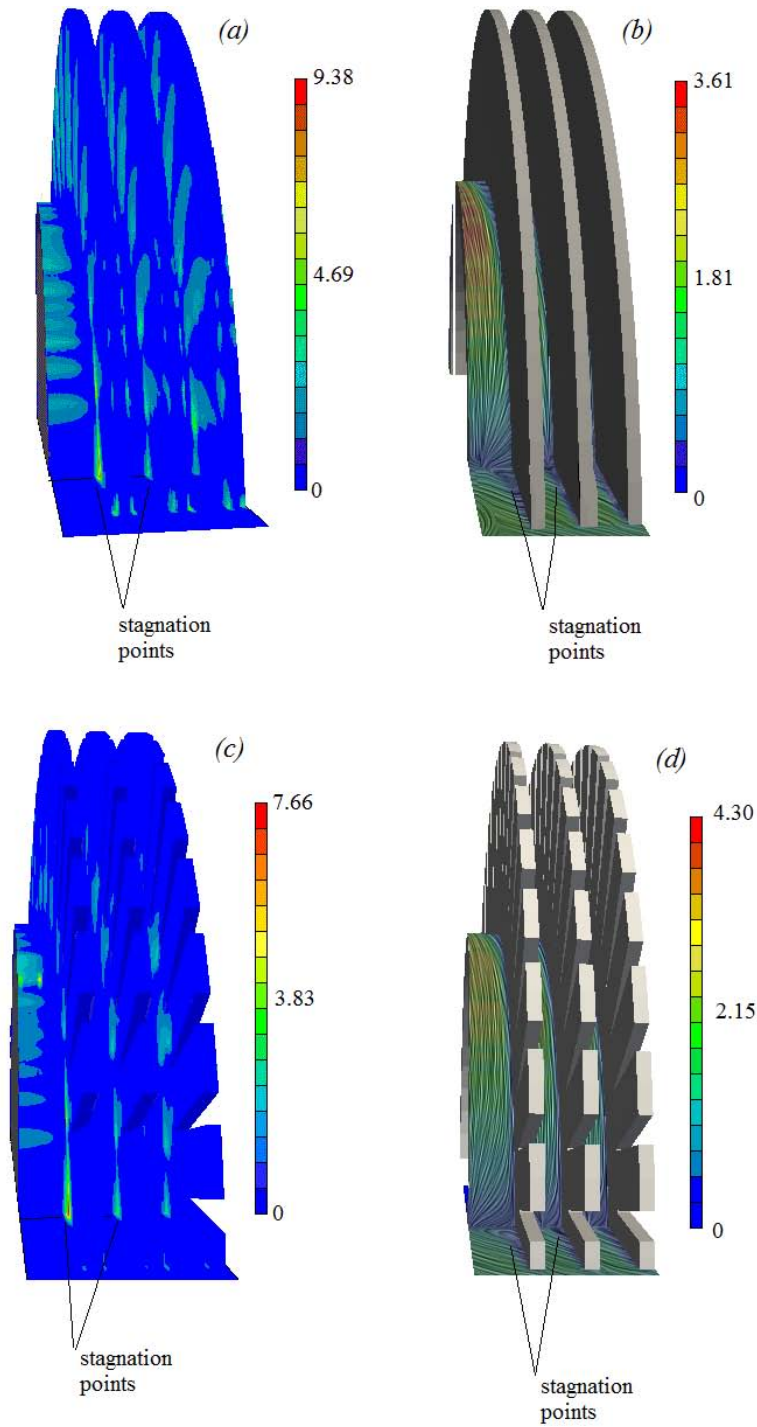 (a)
9.38
4.69
0
stagnation
points
(b)
3.61
1.81
0
stagnation
points
(c)
7.66
3.83
0
stagnation
points
(d)
4.30
2.15
0
stagnation
points